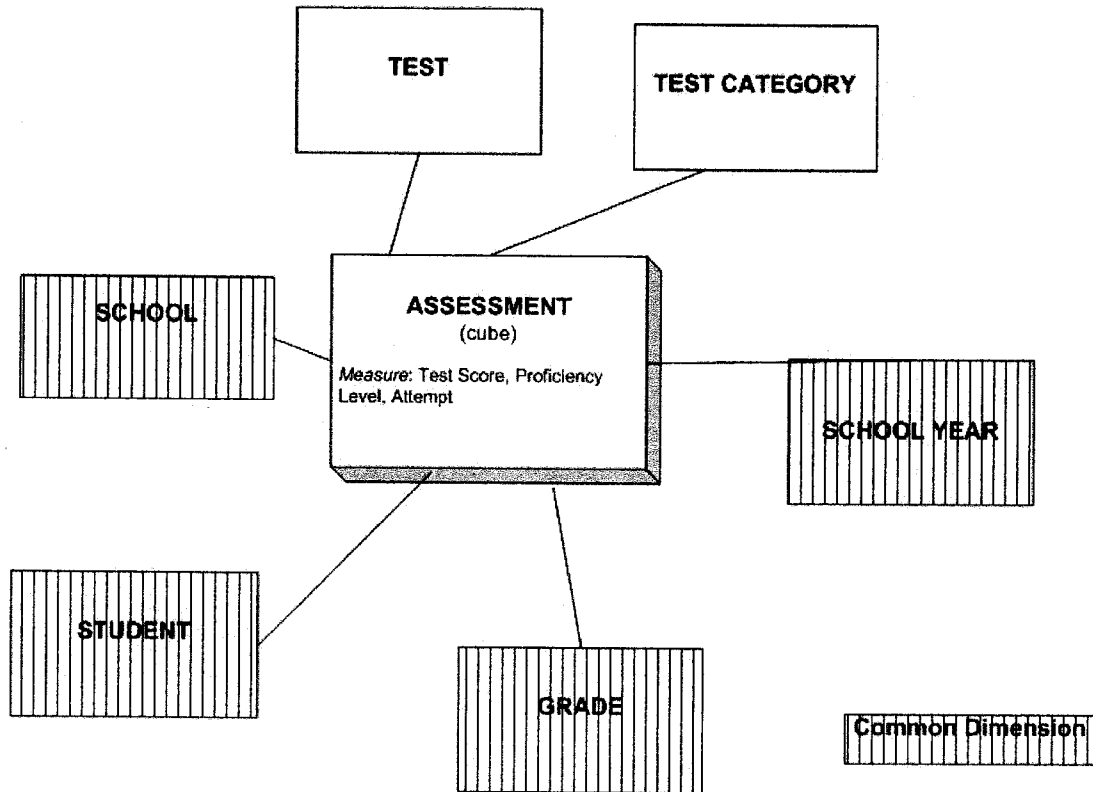 TEST
TEST CATEGORY
SCHOOL
ASSESSMENT
(cube)
Measure: Test Score, Proficiency
Level, Attempt
SCHOOL YEAR
STUDENT
GRADE
Common Dimension